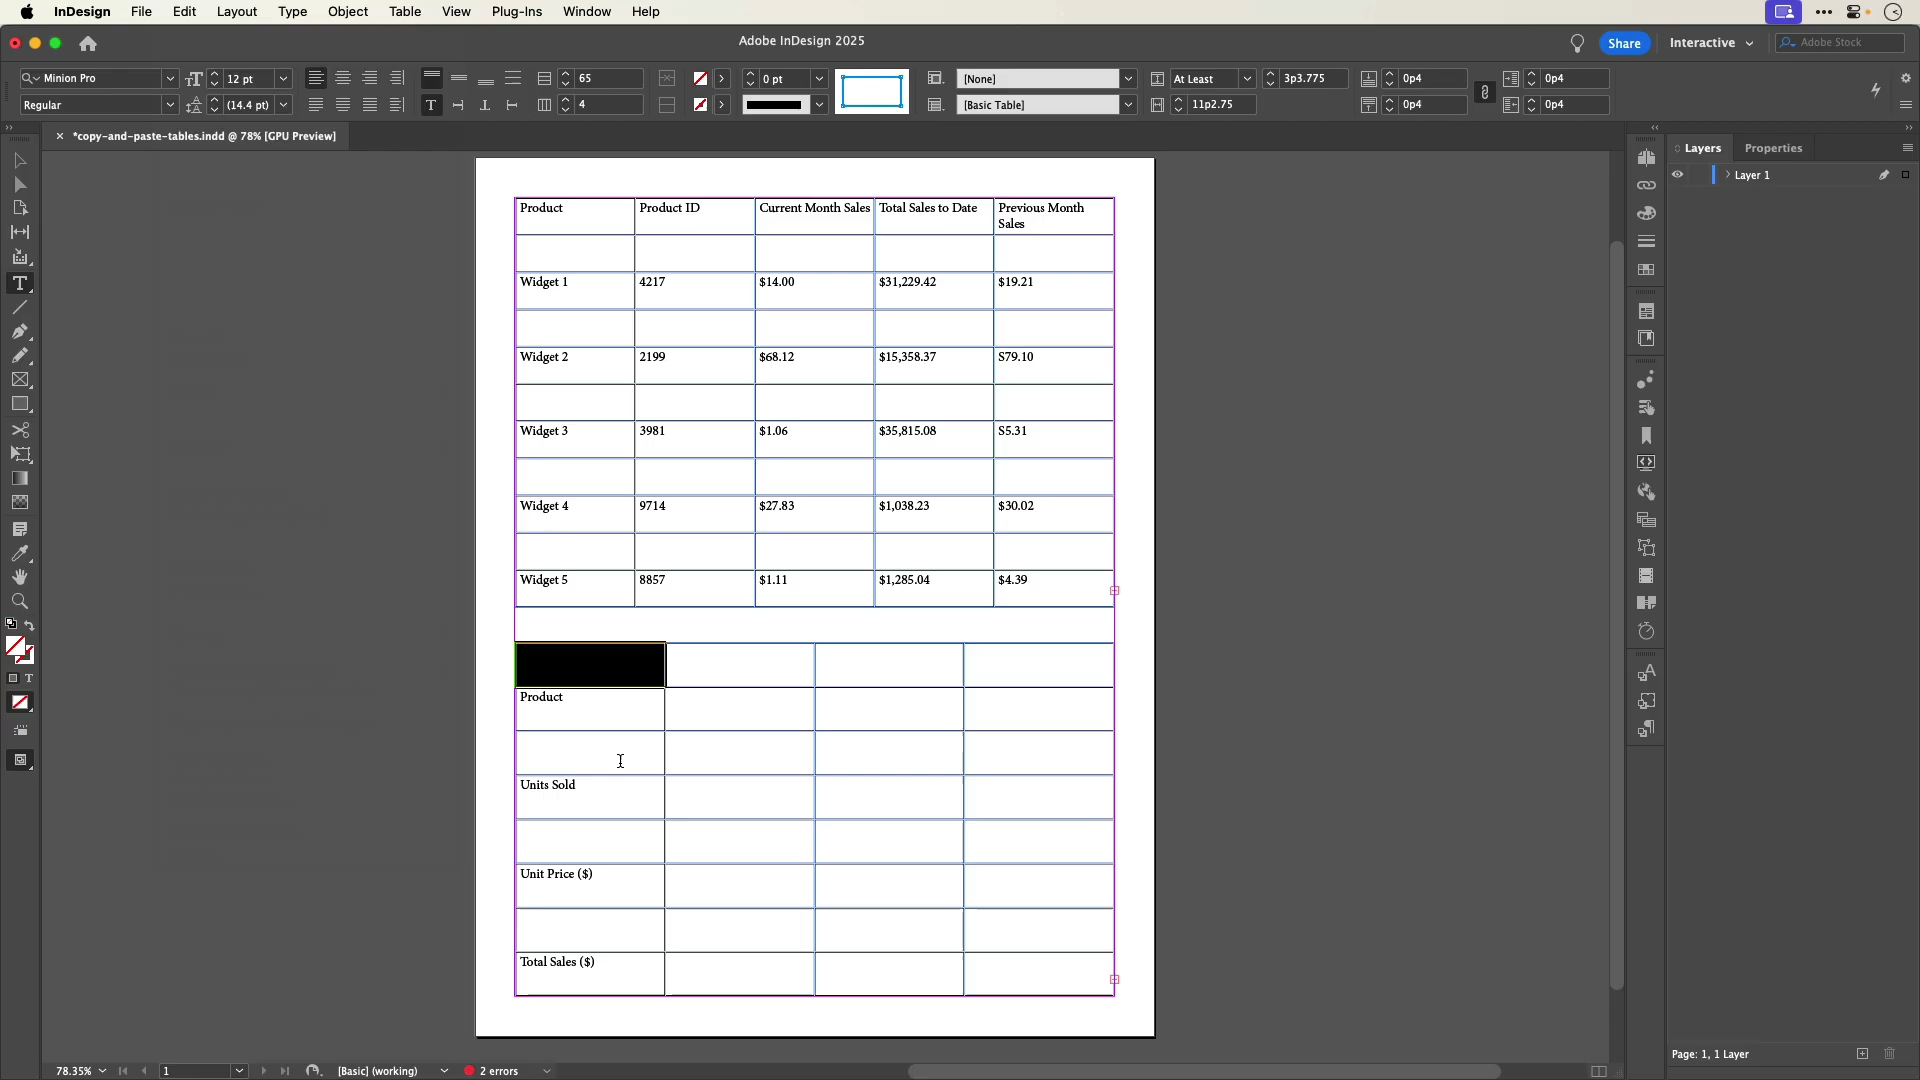 InDesign File Edit Layout Type Object Table View Plug-Ins Window Help
Adobe InDesign 2025
Share
Interactive
Adobe Stock
Minion Pro
12 pt
65
0 pt
[None]
At Least
3p3.775
0p4
0p4
Regular
(14.4 pt)
4
[Basic Table]
11p2.75
0p4
0p4
*copy-and-paste-tables.indd @ 78% [GPU Preview]
Layers
Properties
Layer 1
Product Product ID Current Month Sales Total Sales to Date Previous Month
Sales
Widget 1 4217 $14.00 $31,229.42 $19.21
Widget 2 2199 $68.12 $15,358.37 S79.10
Widget 3 3981 $1.06 $35,815.08 S5.31
Widget 4 9714 $27.83 $1,038.23 $30.02
Widget 5 8857 $1.11 $1,285.04 $4.39
Product
Units Sold
Unit Price ($)
Total Sales ($)
Page: 1, 1 Layer
78.35%
1
[Basic] (working)
2 errors